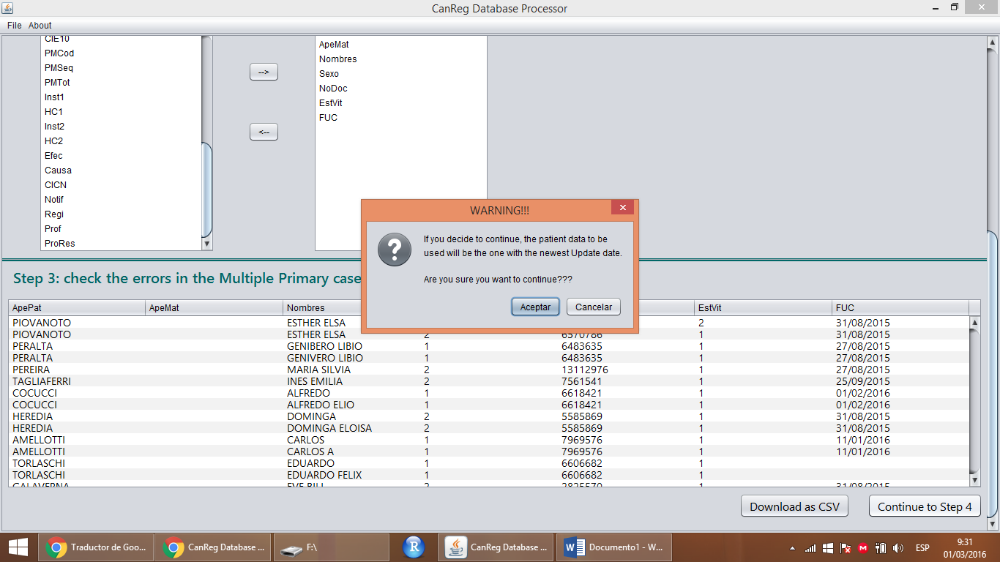 CanReg Database Processor
File About
CIE10
PMCod
PMSeq
PMTot
Inst1
HC1
Inst2
HC2
Efec
Causa
CICN
Notif
Regi
Prof
ProRes
-->
<--
ApeMat
Nombres
Sexo
NoDoc
EstVit
FUC
WARNING!!!
If you decide to continue, the patient data to be
used will be the one with the newest Update date.
Are you sure you want to continue???
Aceptar Cancelar
Step 3: check the errors in the Multiple Primary case
ApePat ApeMat Nombres EstVit FUC
PIOVANOTO ESTHER ELSA 2 31/08/2015
PIOVANOTO ESTHER ELSA 2 6570786 1 31/08/2015
PERALTA GENIBERO LIBIO 1 6483635 1 27/08/2015
PERALTA GENIVERO LIBIO 1 6483635 1 27/08/2015
PEREIRA MARIA SILVIA 2 13112976 1 27/08/2015
TAGLIAFERRI INES EMILIA 2 7561541 1 25/09/2015
COCUCCI ALFREDO 1 6618421 1 01/02/2016
COCUCCI ALFREDO ELIO 1 6618421 1 01/02/2016
HEREDIA DOMINGA 2 5585869 1 31/08/2015
HEREDIA DOMINGA ELOISA 2 5585869 1 31/08/2015
AMELLOTTI CARLOS 1 7969576 1 11/01/2016
AMELLOTTI CARLOS A 1 7969576 1 11/01/2016
TORLASCHI EDUARDO 1 6606682 1
TORLASCHI EDUARDO FELIX 1 6606682 1
2 1 31/08/2015
Download as CSV Continue to Step 4
Traductor de Goo... CanReg Database ... F:\ R CanReg Database ... Documento1 - W... ESP 9:31
01/03/2016